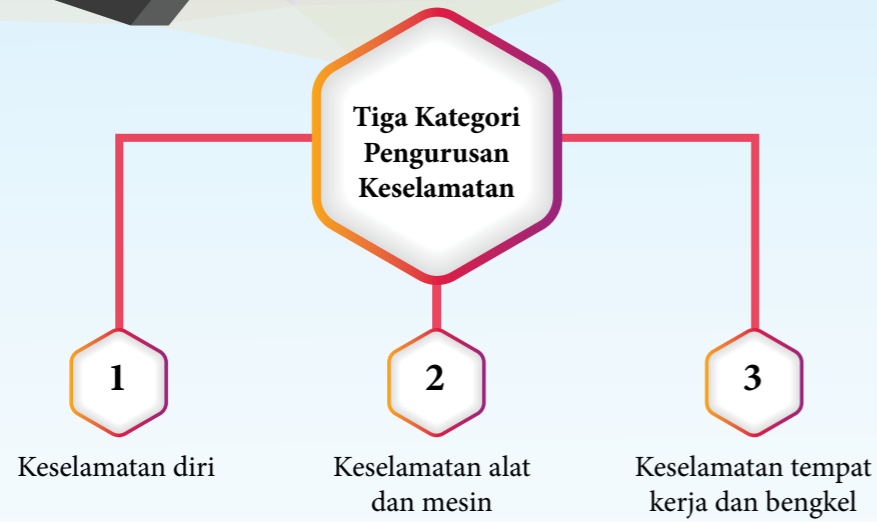 Tiga Kategori
Pengurusan
Keselamatan
1
Keselamatan diri
2
Keselamatan alat
dan mesin
3
Keselamatan tempat
kerja dan bengkel